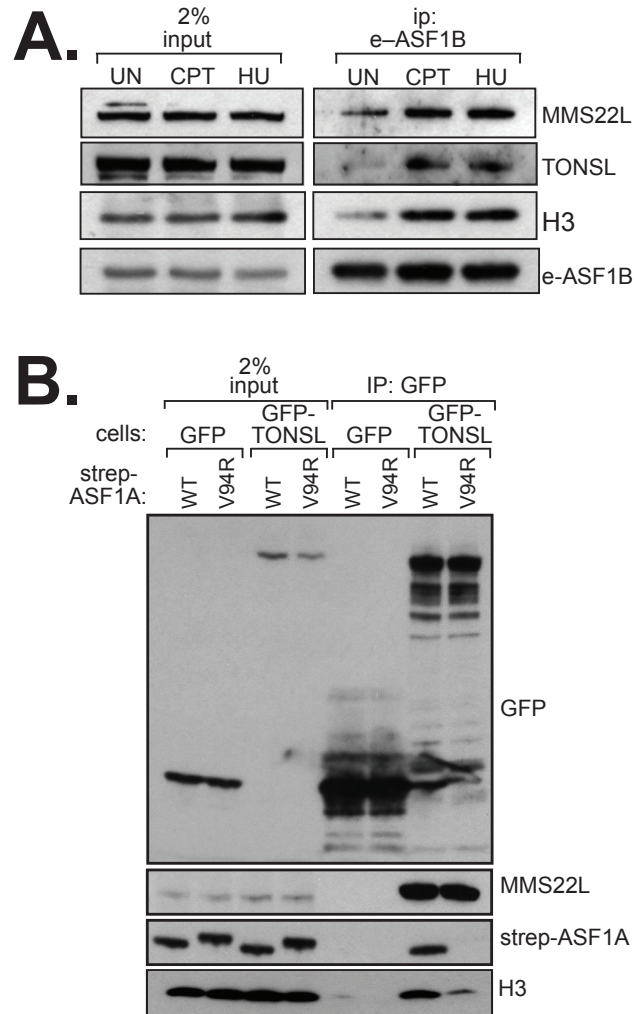 A.
2%
input
ip:
e–ASF1B
UN CPT HU UN CPT HU
MMS22L
TONSL
H3
e-ASF1B
B.
2%
input
IP: GFP
cells: GFP GFP-TONSL GFP GFP-TONSL
strep-ASF1A: WT V94R WT V94R WT V94R WT V94R
GFP
MMS22L
strep-ASF1A
H3